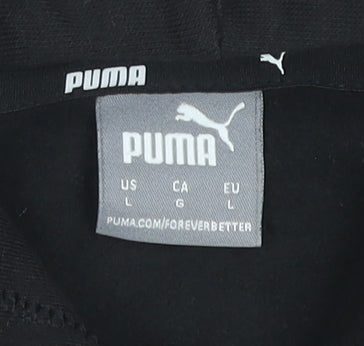 PUMA
PUMA
US CA EU
L G L
PUMA.COM/FOREVERBETTER